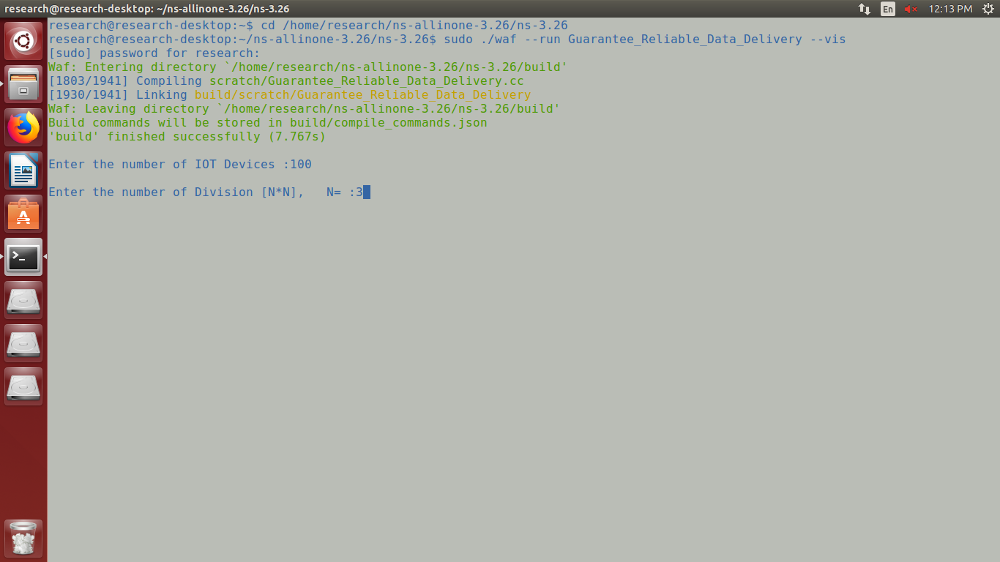 research@research-desktop: ~/ns-allinone-3.26/ns-3.26
En
12:13 PM
research@research-desktop:~$ cd /home/research/ns-allinone-3.26/ns-3.26
research@research-desktop:~/ns-allinone-3.26/ns-3.26$ sudo ./waf --run Guarantee_Reliable_Data_Delivery --vis
[sudo] password for research:
Waf: Entering directory `/home/research/ns-allinone-3.26/ns-3.26/build'
[1803/1941] Compiling scratch/Guarantee_Reliable_Data_Delivery.cc
[1930/1941] Linking build/scratch/Guarantee_Reliable_Data_Delivery
Waf: Leaving directory `/home/research/ns-allinone-3.26/ns-3.26/build'
Build commands will be stored in build/compile_commands.json
'build' finished successfully (7.767s)
Enter the number of IOT Devices :100
Enter the number of Division [N*N],   N= :3